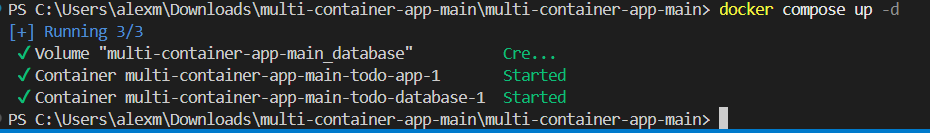 PS C:\Users\alexm\Downloads\multi-container-app-main\multi-container-app-main> docker compose up -d
[+] Running 3/3
✓ Volume "multi-container-app-main_database" Cre...
✓ Container multi-container-app-main-todo-app-1 Started
✓ Container multi-container-app-main-todo-database-1 Started
PS C:\Users\alexm\Downloads\multi-container-app-main\multi-container-app-main>